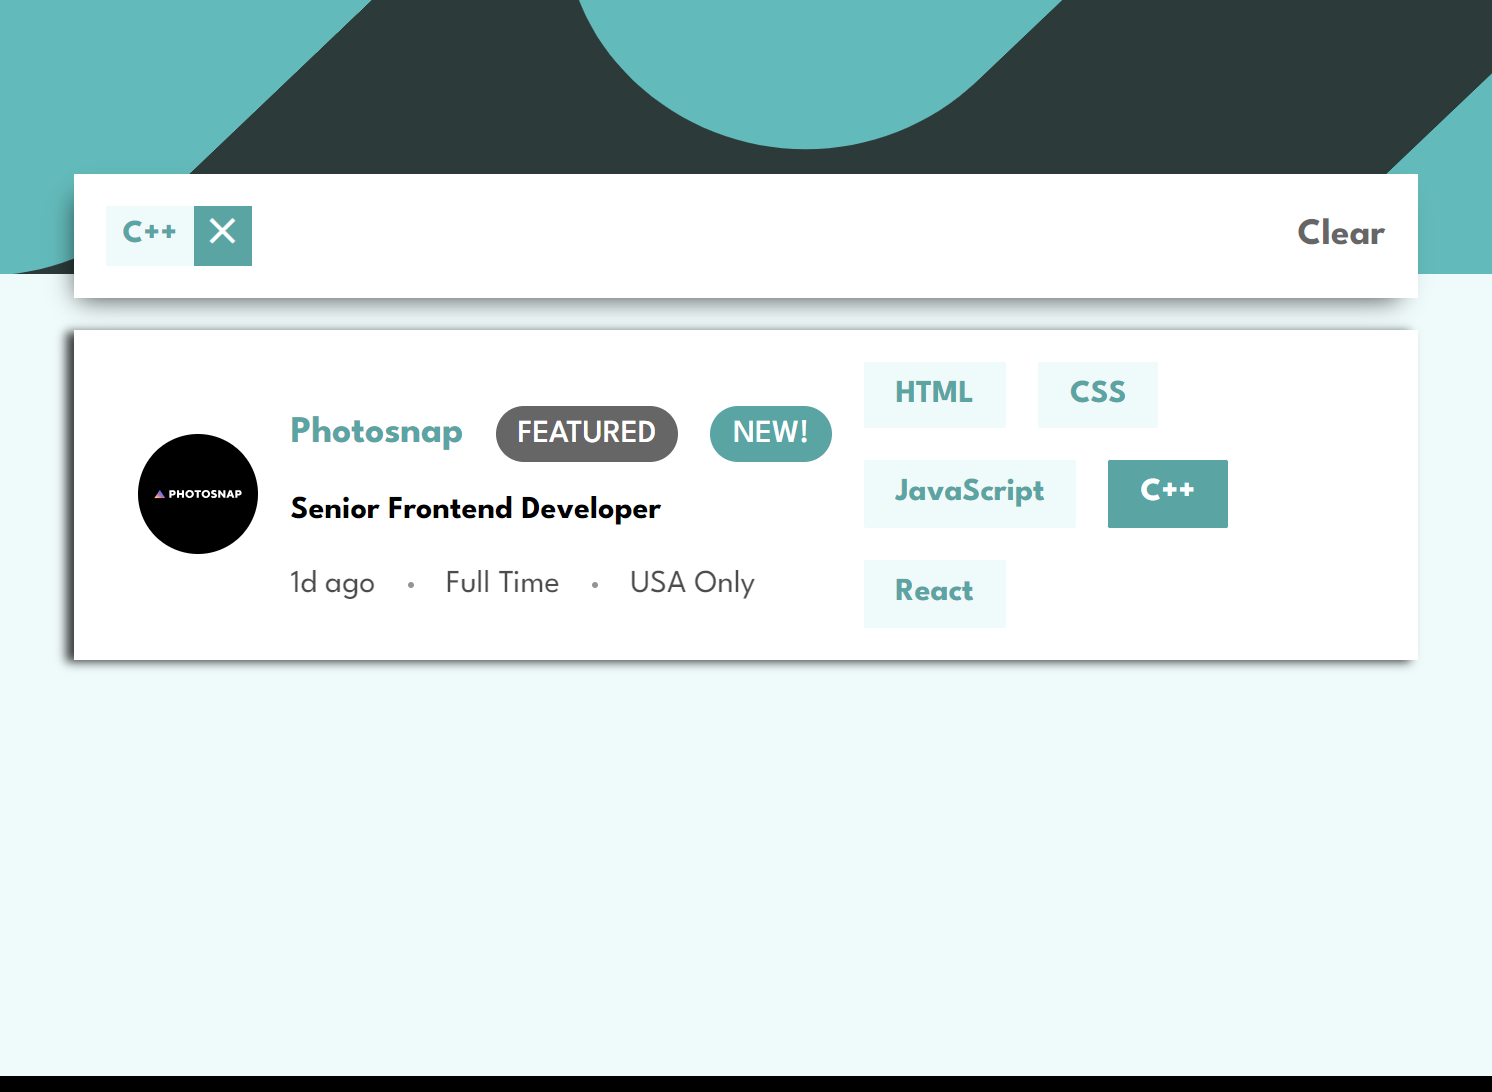 C++ ✕ Clear
PHOTOSNAP
Photosnap FEATURED NEW!
Senior Frontend Developer
1d ago • Full Time • USA Only
HTML CSS
JavaScript C++
React